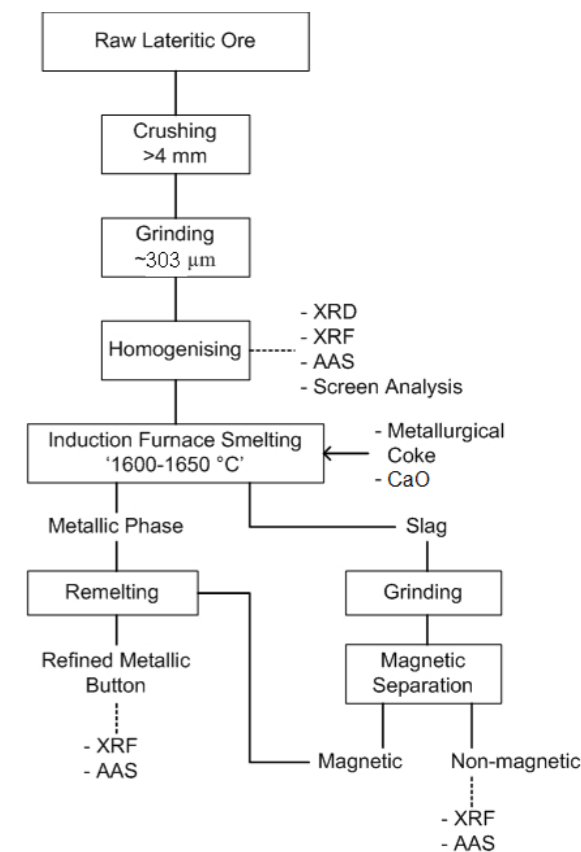 Raw Lateritic Ore
Crushing
>4 mm
Grinding
~303 µm
Homogenising
- XRD
- XRF
- AAS
- Screen Analysis
Induction Furnace Smelting
‘1600-1650 °C’
- Metallurgical
Coke
- CaO
Metallic Phase
Slag
Remelting
Grinding
Refined Metallic
Button
Magnetic
Separation
- XRF
- AAS
Magnetic
Non-magnetic
- XRF
- AAS